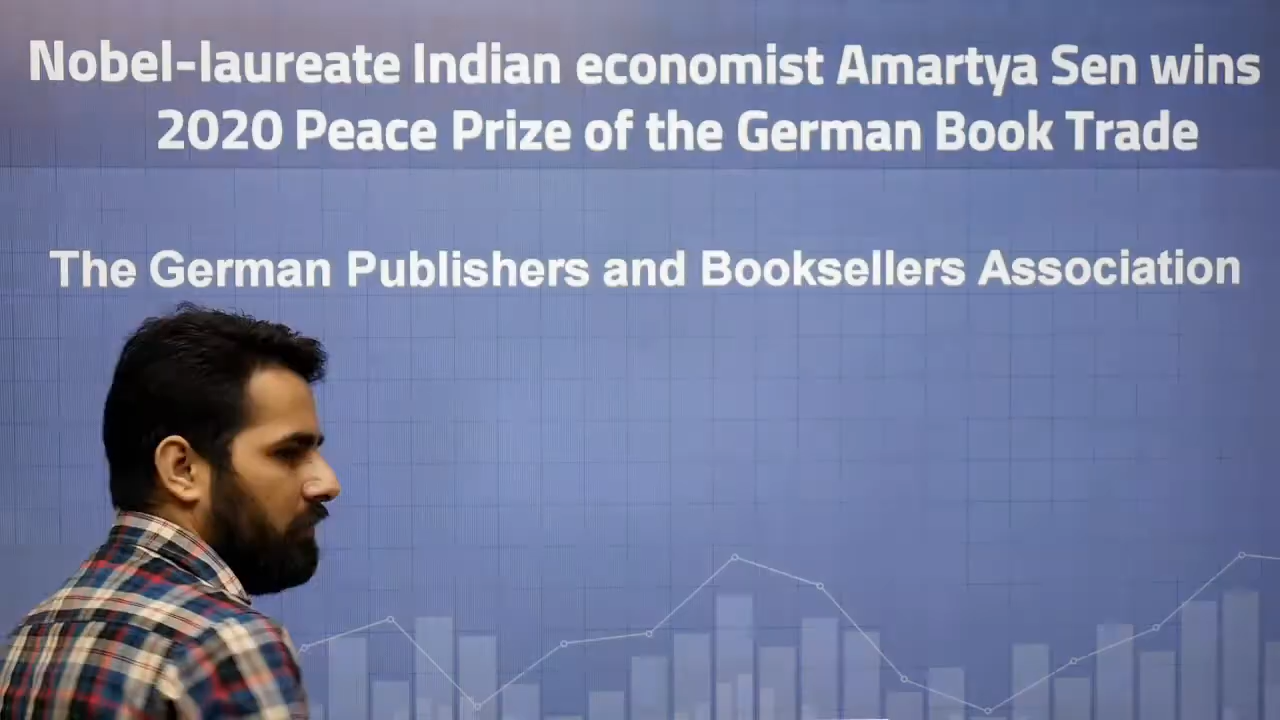 Nobel-laureate Indian economist Amartya Sen wins
2020 Peace Prize of the German Book Trade
The German Publishers and Booksellers Association